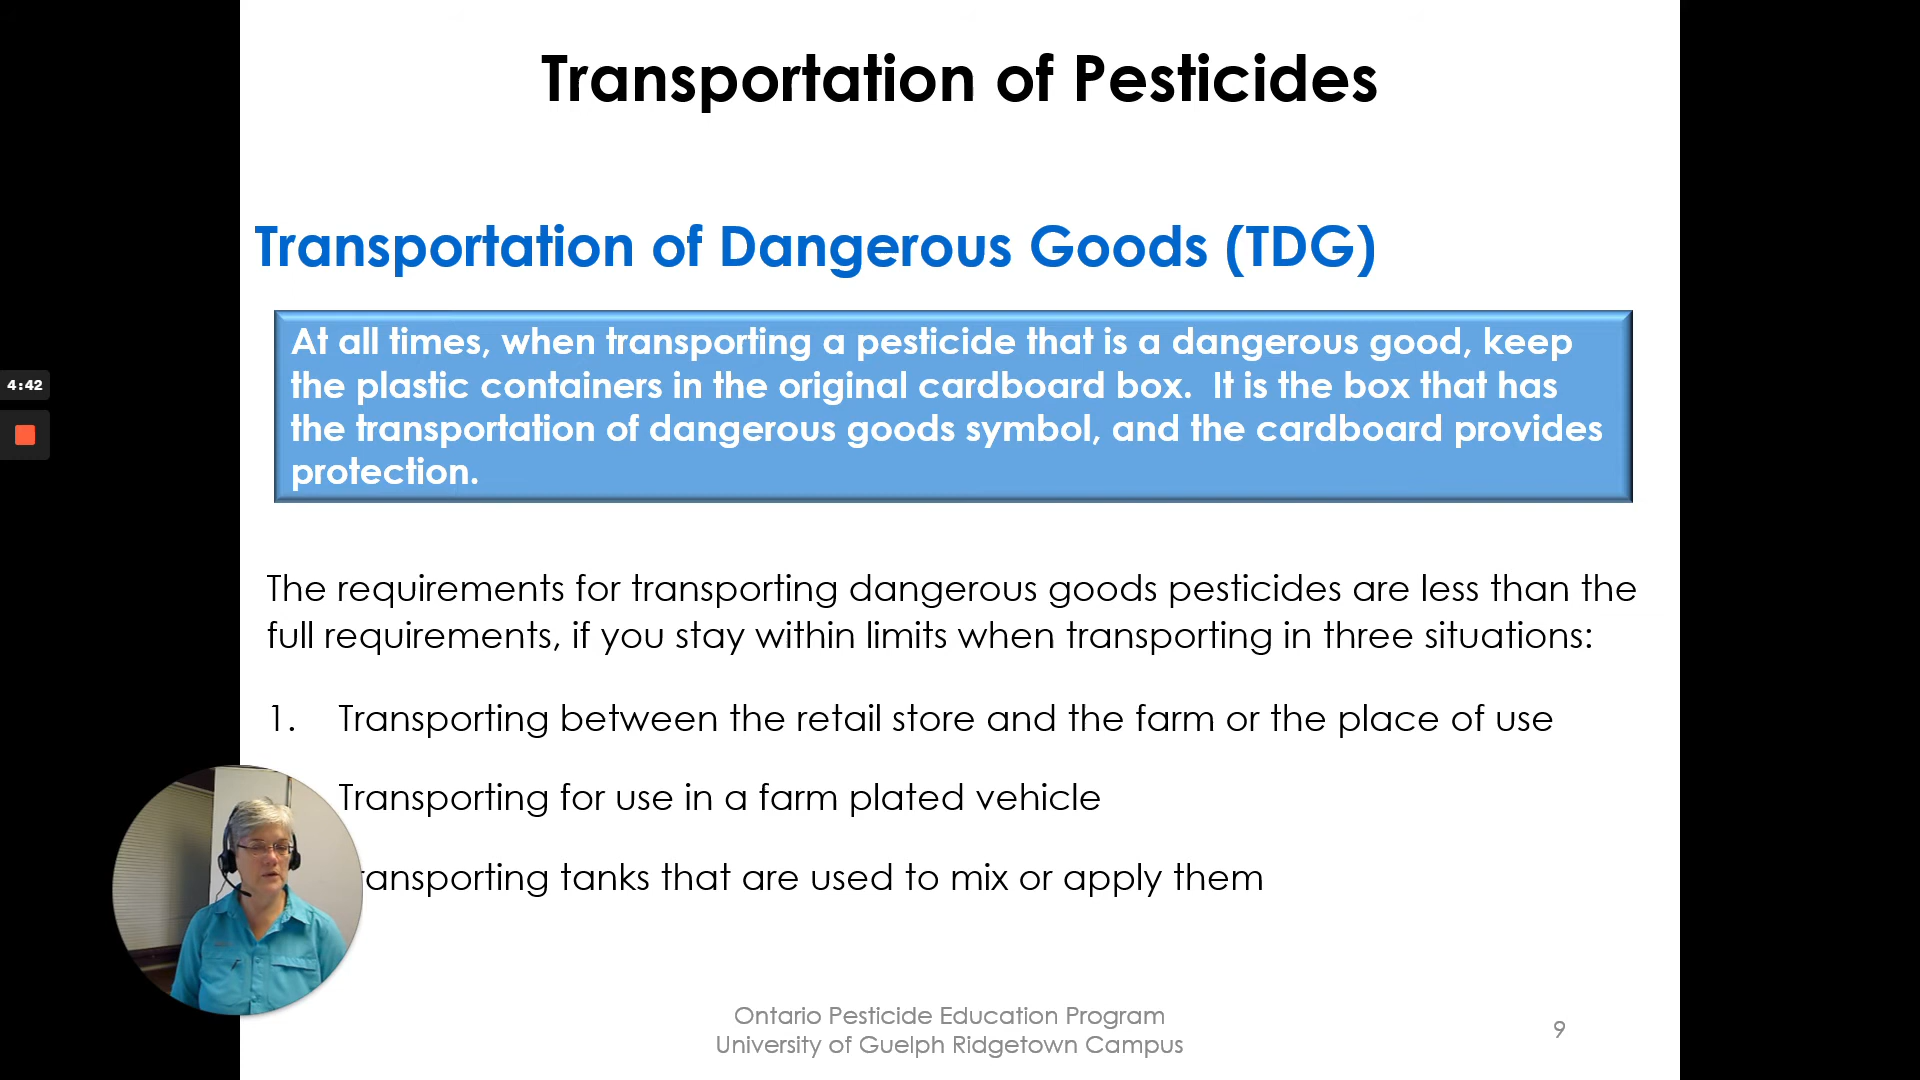 Transportation of Pesticides
Transportation of Dangerous Goods (TDG)
At all times, when transporting a pesticide that is a dangerous good, keep
the plastic containers in the original cardboard box. It is the box that has
the transportation of dangerous goods symbol, and the cardboard provides
protection.
4:42
The requirements for transporting dangerous goods pesticides are less than the
full requirements, if you stay within limits when transporting in three situations:
1. Transporting between the retail store and the farm or the place of use
Transporting for use in a farm plated vehicle
ransporting tanks that are used to mix or apply them
Ontario Pesticide Education Program
University of Guelph Ridgetown Campus
9